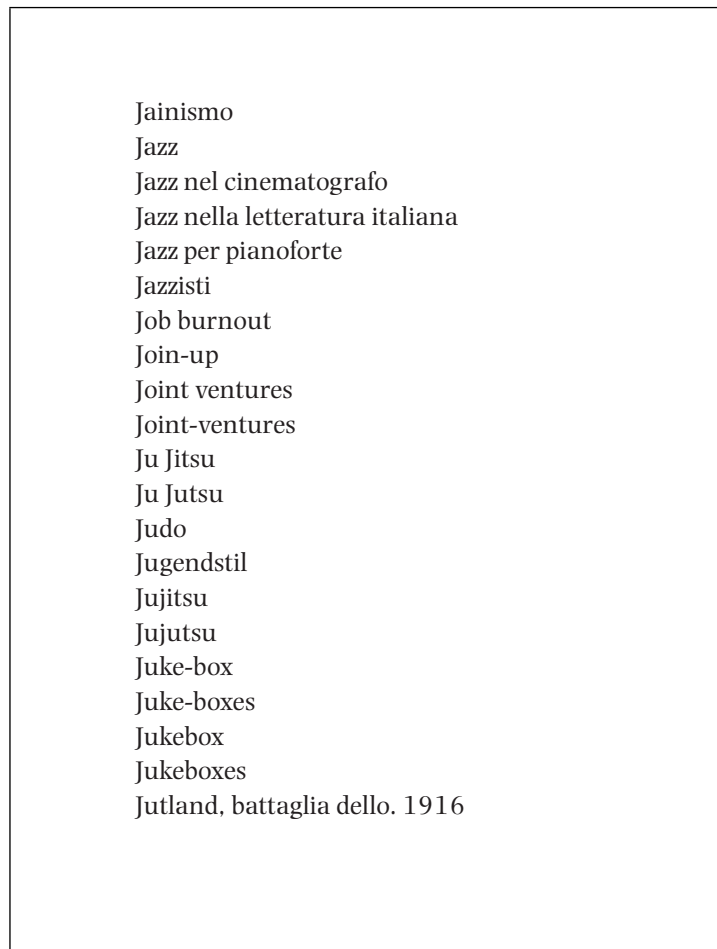 Jainismo
Jazz
Jazz nel cinematografo
Jazz nella letteratura italiana
Jazz per pianoforte
Jazzisti
Job burnout
Join-up
Joint ventures
Joint-ventures
Ju Jitsu
Ju Jutsu
Judo
Jugendstil
Jujitsu
Jujutsu
Juke-box
Juke-boxes
Jukebox
Jukeboxes
Jutland, battaglia dello. 1916